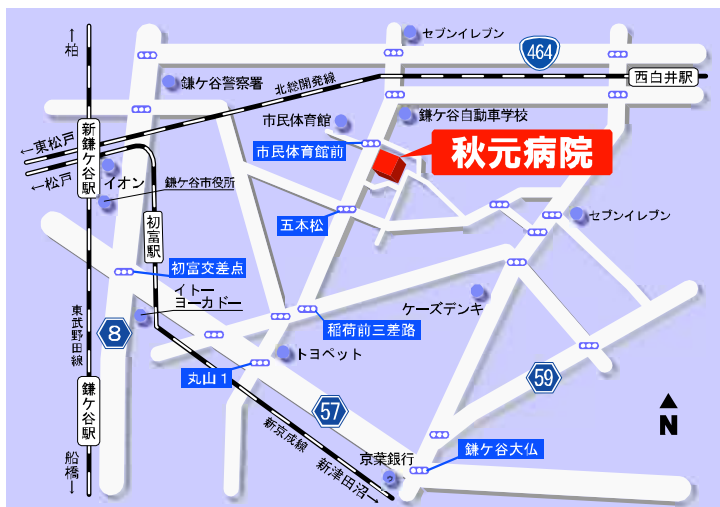 ↑柏
セブンイレブン
464
鎌ケ谷警察署
北総開発線
西白井駅
市民体育館
鎌ケ谷自動車学校
←東松戸
新鎌ケ谷駅
市民体育館前
秋元病院
←松戸
イオン
鎌ケ谷市役所
初富駅
五本松
セブンイレブン
初富交差点
イトー
ヨーカドー
ケーズデンキ
東武野田線
8
稲荷前三差路
トヨペット
丸山1
59
鎌ケ谷駅
57
N
新京成線
京葉銀行
鎌ケ谷大仏
船橋→
新津田沼→